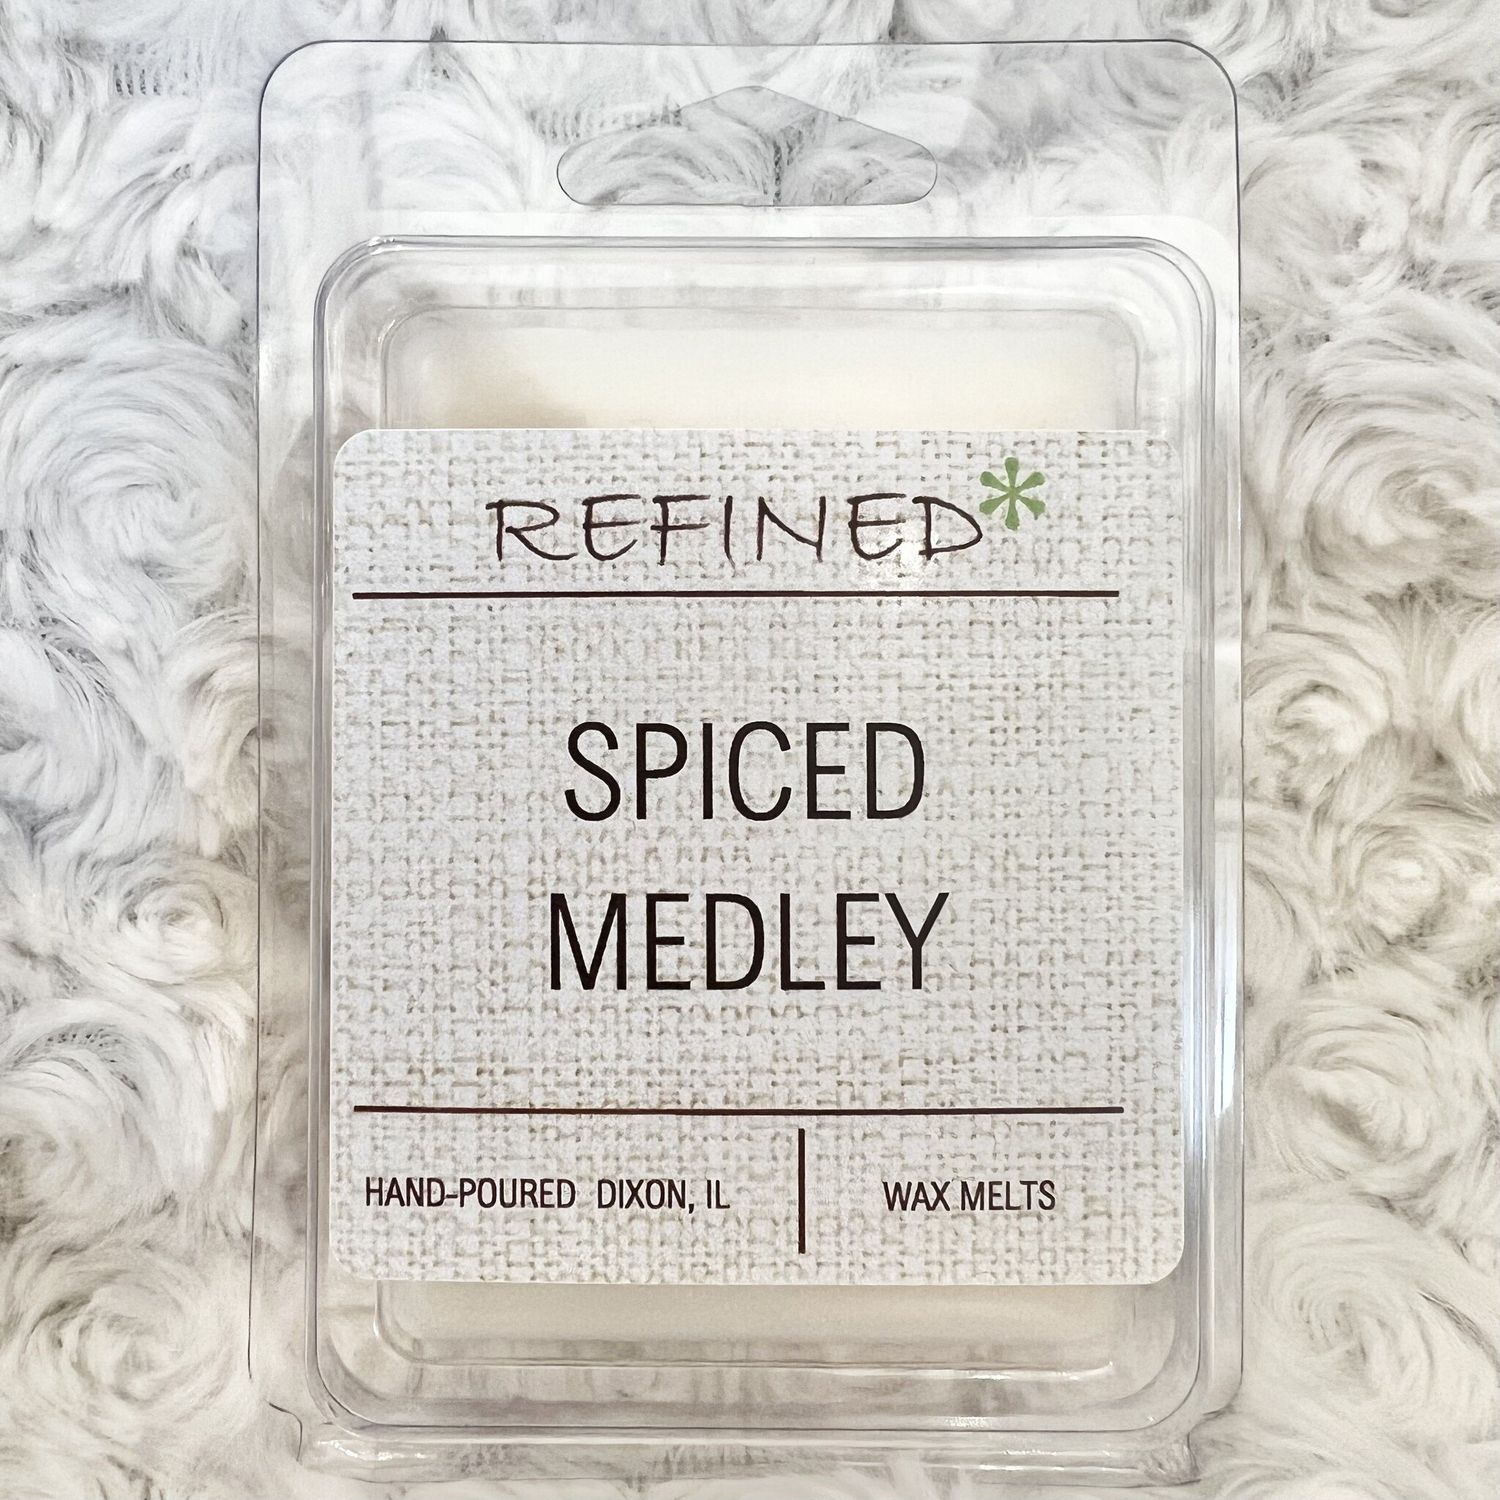 REFINED*
SPICED
MEDLEY
HAND-POURED DIXON, IL
WAX MELTS